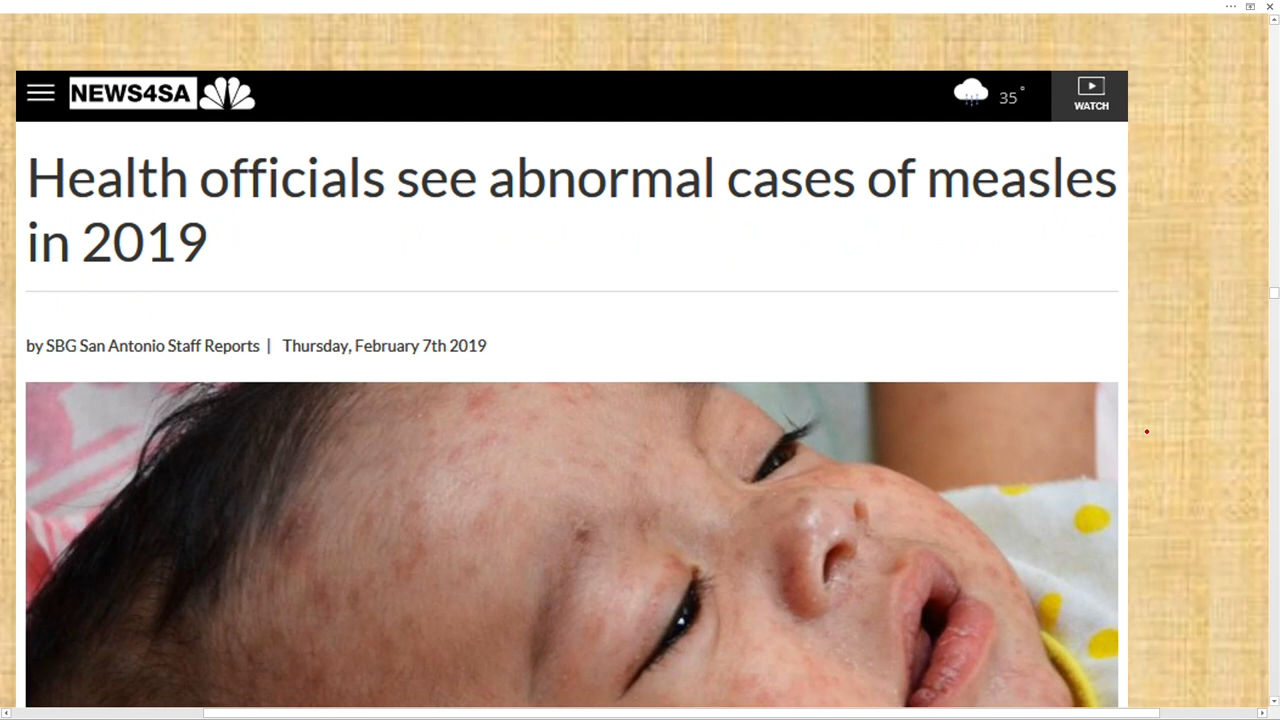 NEWS4SA
35°
WATCH
Health officials see abnormal cases of measles
in 2019
by SBG San Antonio Staff Reports | Thursday, February 7th 2019